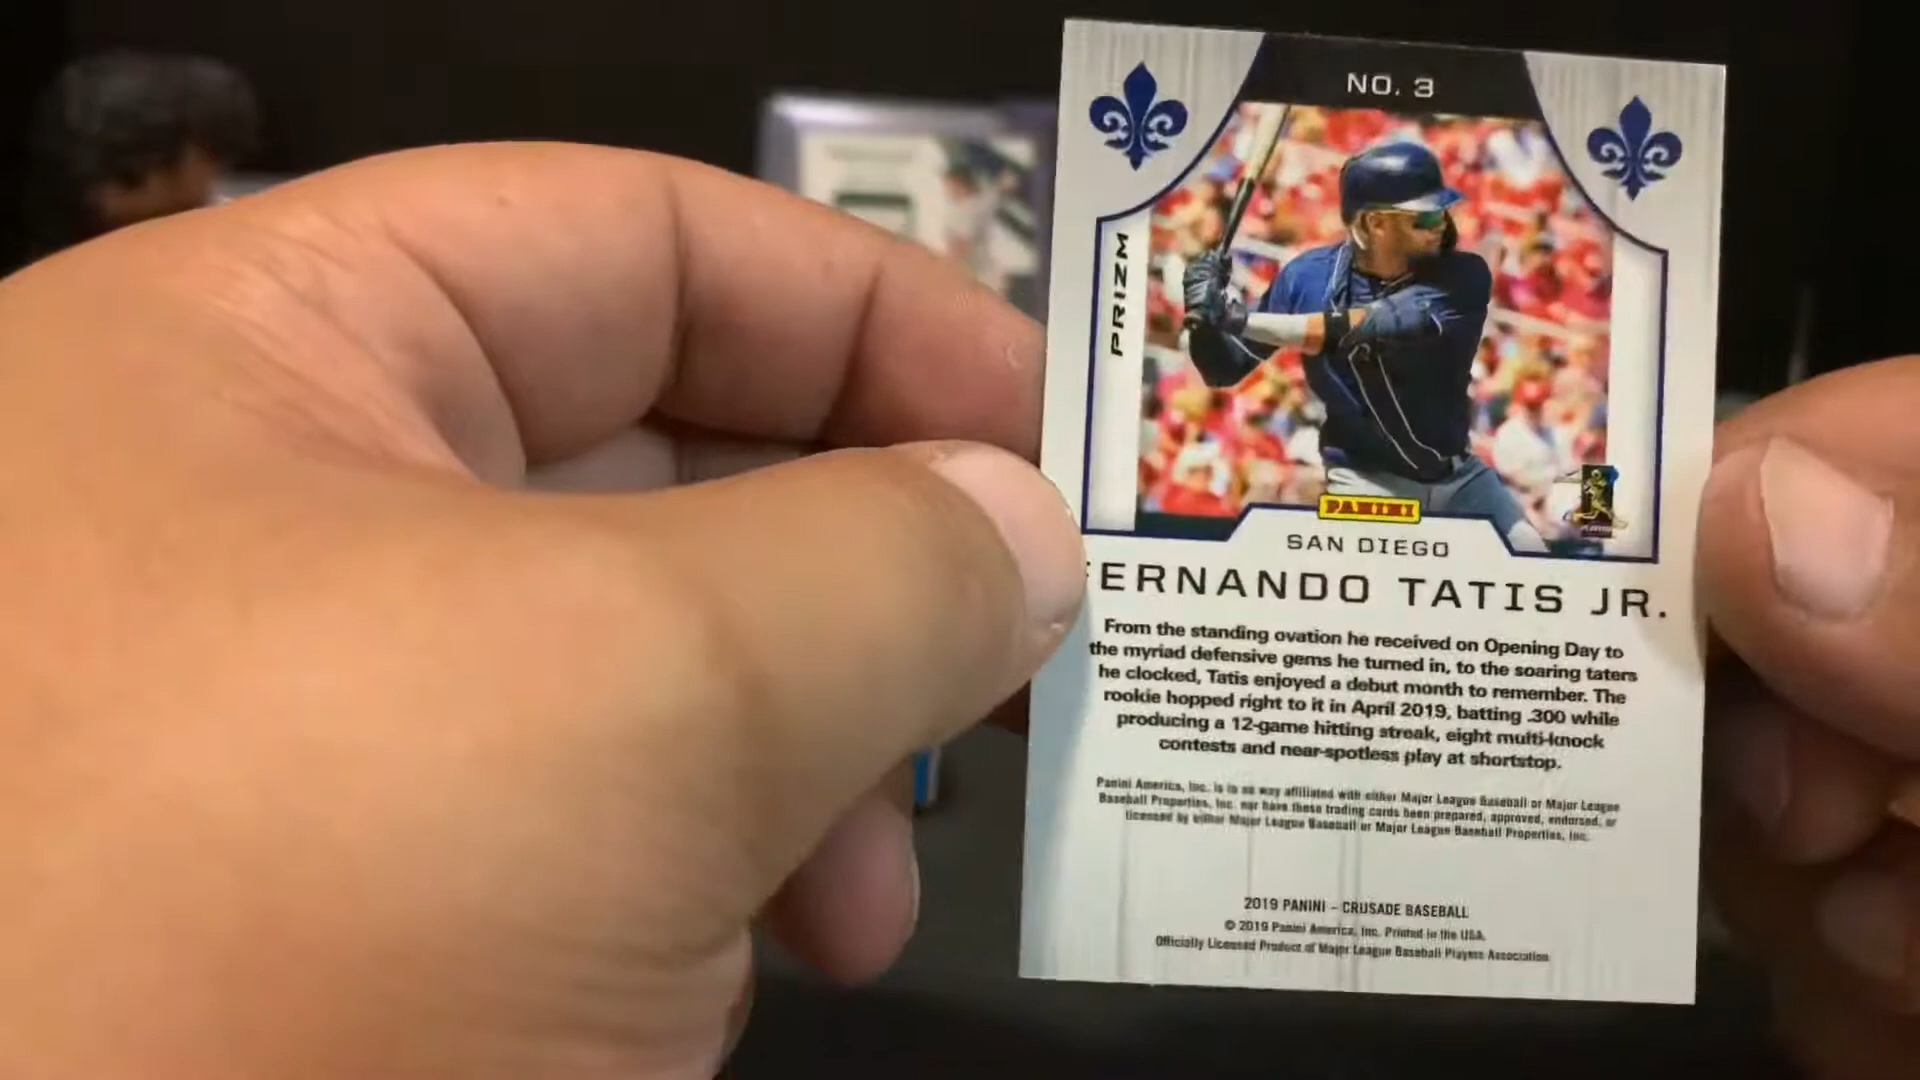 NO. 3
PRIZM
PANINI
SAN DIEGO
ERNANDO TATIS JR.
From the standing ovation he received on Opening Day to
the myriad defensive gems he turned in, to the soaring taters
he clocked, Tatis enjoyed a debut month to remember. The
rookie hopped right to it in April 2019, batting .300 while
producing a 12-game hitting streak, eight multi-knock
contests and near-spotless play at shortstop.
Panini America, Inc. is in no way affiliated with either Major League Baseball or Major League
Baseball Properties, Inc. nor have these trading cards been prepared, approved, endorsed, or
licensed by either Major League Baseball or Major League Baseball Properties, Inc.
2019 PANINI - CRUSADE BASEBALL
© 2019 Panini America, Inc. Printed in the USA.
Officially Licensed Product of Major League Baseball Players Association